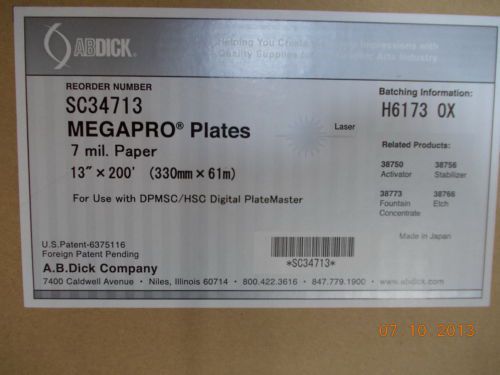 ABDICK
Helping You Create Impressions with
Quality Supplies Arts Industry
REORDER NUMBER
SC34713
MEGAPRO® Plates
7 mil. Paper
13" × 200' (330mm × 61m)
For Use with DPMSC/HSC Digital PlateMaster
Laser
Batching Information:
H6173 OX
Related Products:
38750 38756
Activator Stabilizer
38773 38766
Fountain Etch
Concentrate
Made in Japan
U.S.Patent-6375116
Foreign Patent Pending
A.B.Dick Company
7400 Caldwell Avenue • Niles, Illinois 60714 • 800.422.3616 • 847.779.1900 • www.abdick.com
*SC34713*
07.10.2013